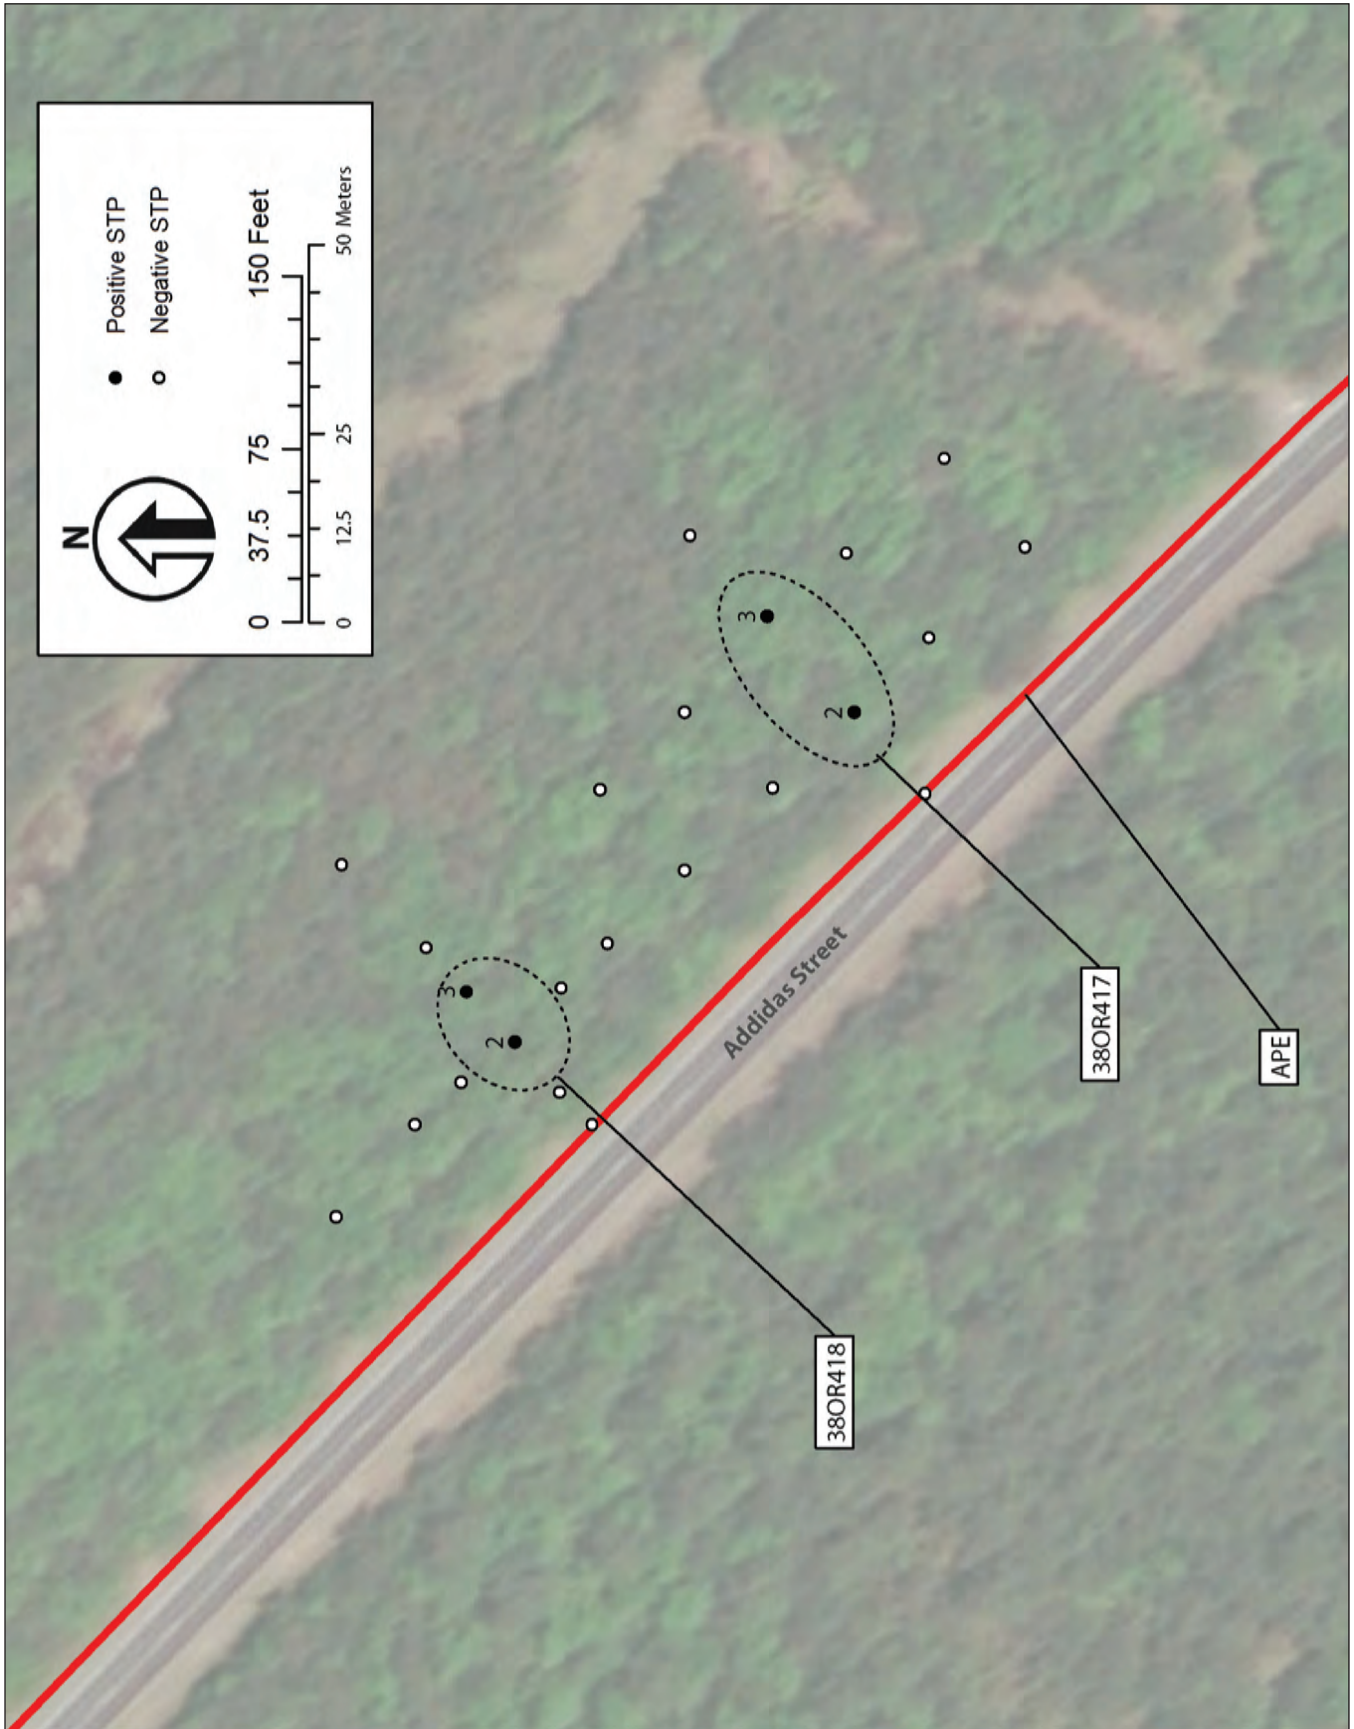 N
Positive STP
Negative STP
0 37.5 75 150 Feet
0 12.5 25 50 Meters
3
2
3
2
Addidas Street
38OR418
38OR417
APE